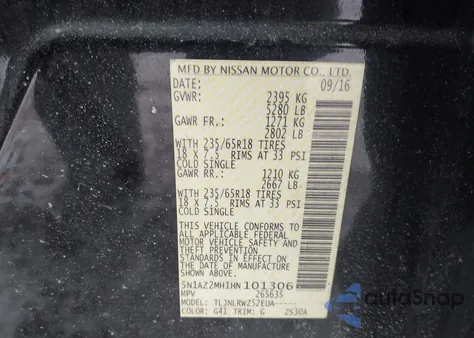 MFD BY NISSAN MOTOR CO., LTD.
DATE: 09/16
GVWR: 2395 KG
5280 LB
GAWR FR.: 1271 KG
2802 LB
WITH 235/65R18 TIRES
18 X 7.5 RIMS AT 33 PSI
COLD SINGLE
GAWR RR.: 1210 KG
2667 LB
WITH 235/65R18 TIRES
18 X 7.5 RIMS AT 33 PSI
COLD SINGLE
THIS VEHICLE CONFORMS TO
ALL APPLICABLE FEDERAL
MOTOR VEHICLE SAFETY AND
THEFT PREVENTION
STANDARDS IN EFFECT ON
THE DATE OF MANUFACTURE
SHOWN ABOVE.
5N1AZ2MH1HN101306
MPV 265635
MODEL: TLJNLRWZ52EUA-----
COLOR: G41 TRIM: G 2530A
autoSnap